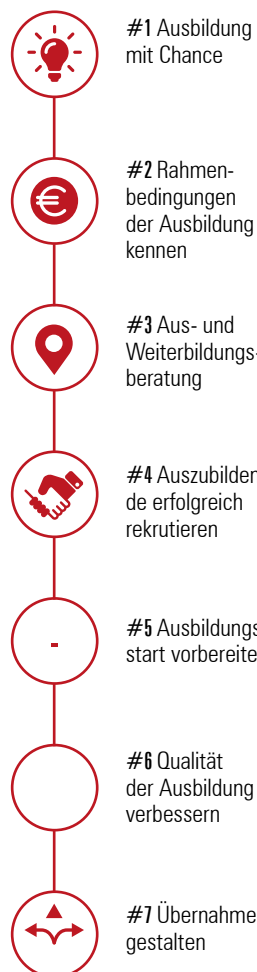 #1 Ausbildung
mit Chance
€
#2 Rahmen-
bedingungen
der Ausbildung
kennen
#3 Aus- und
Weiterbildungs-
beratung
#4 Auszubilden
de erfolgreich
rekrutieren
-
#5 Ausbildungs
start vorbereite
#6 Qualität
der Ausbildung
verbessern
#7 Übernahme
gestalten